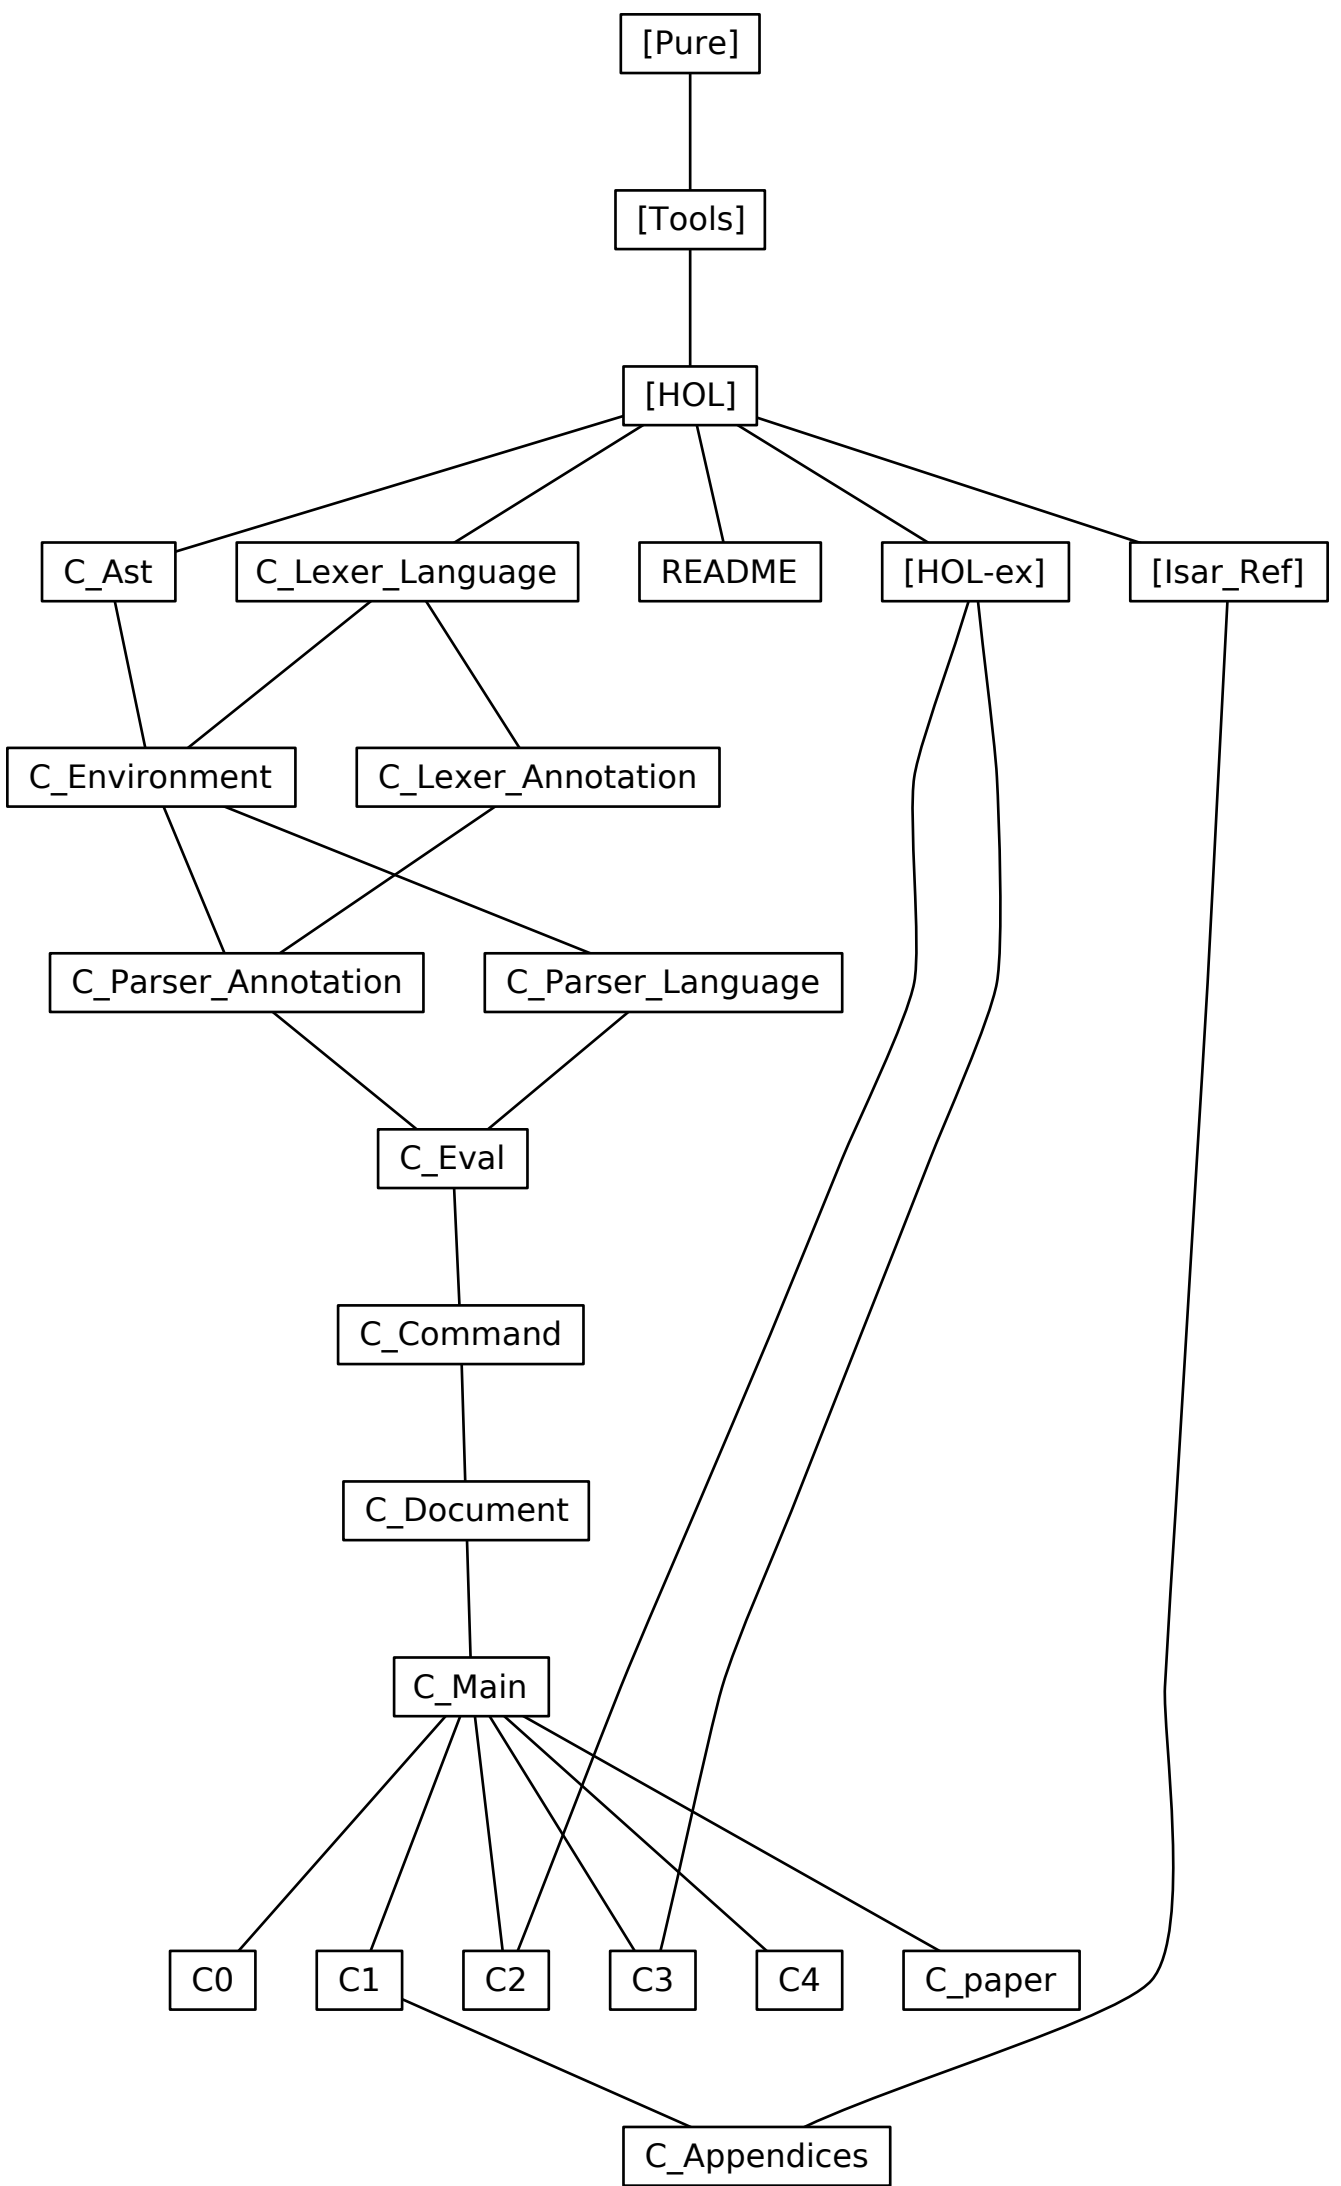 [Pure]
[Tools]
[HOL]
C_Ast
C_Lexer_Language
README
[HOL-ex]
[Isar_Ref]
C_Environment
C_Lexer_Annotation
C_Parser_Annotation
C_Parser_Language
C_Eval
C_Command
C_Document
C_Main
C0
C1
C2
C3
C4
C_paper
C_Appendices